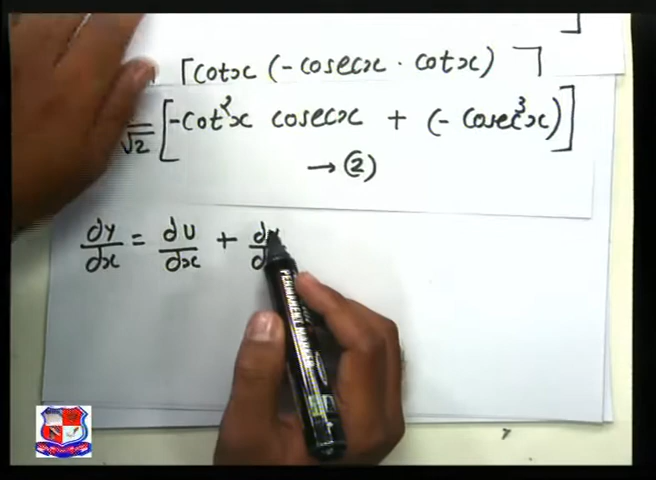 [cotx (-cosecx · cotx) ]
√2 [-cot²x cosecx + (- cosec³x)]
→ ②
dy/dx = du/dx + d
PERMANENT MARKER